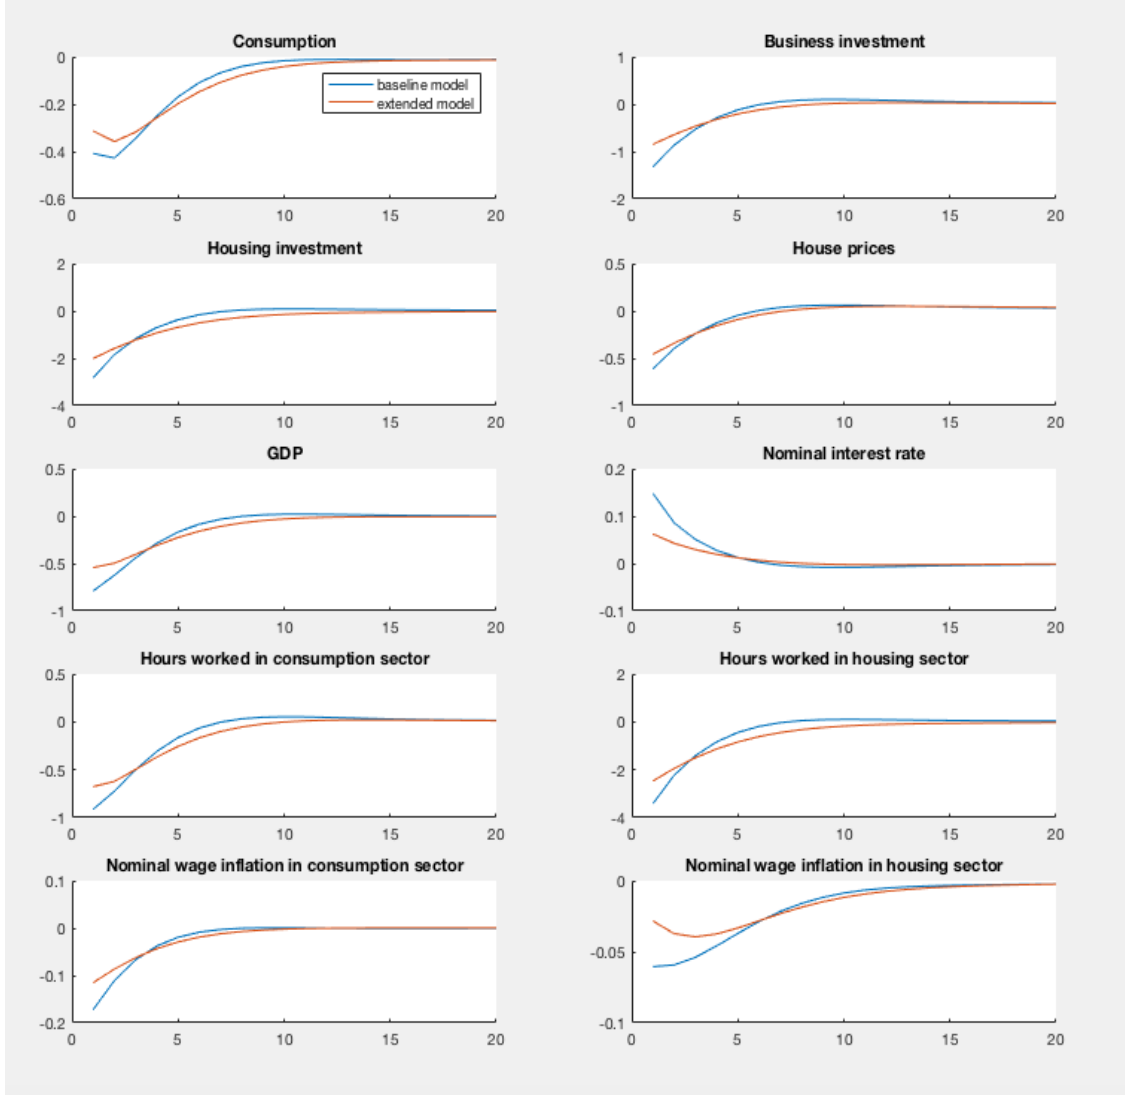 Consumption
0
-0.2
-0.4
-0.6
0 5 10 15 20
baseline model
extended model
Business investment
1
0
-1
-2
0 5 10 15 20
Housing investment
2
0
-2
-4
0 5 10 15 20
House prices
0.5
0
-0.5
-1
0 5 10 15 20
GDP
0.5
0
-0.5
-1
0 5 10 15 20
Nominal interest rate
0.2
0.1
0
-0.1
0 5 10 15 20
Hours worked in consumption sector
0.5
0
-0.5
-1
0 5 10 15 20
Hours worked in housing sector
2
0
-2
-4
0 5 10 15 20
Nominal wage inflation in consumption sector
0.1
0
-0.1
-0.2
0 5 10 15 20
Nominal wage inflation in housing sector
0
-0.05
-0.1
0 5 10 15 20